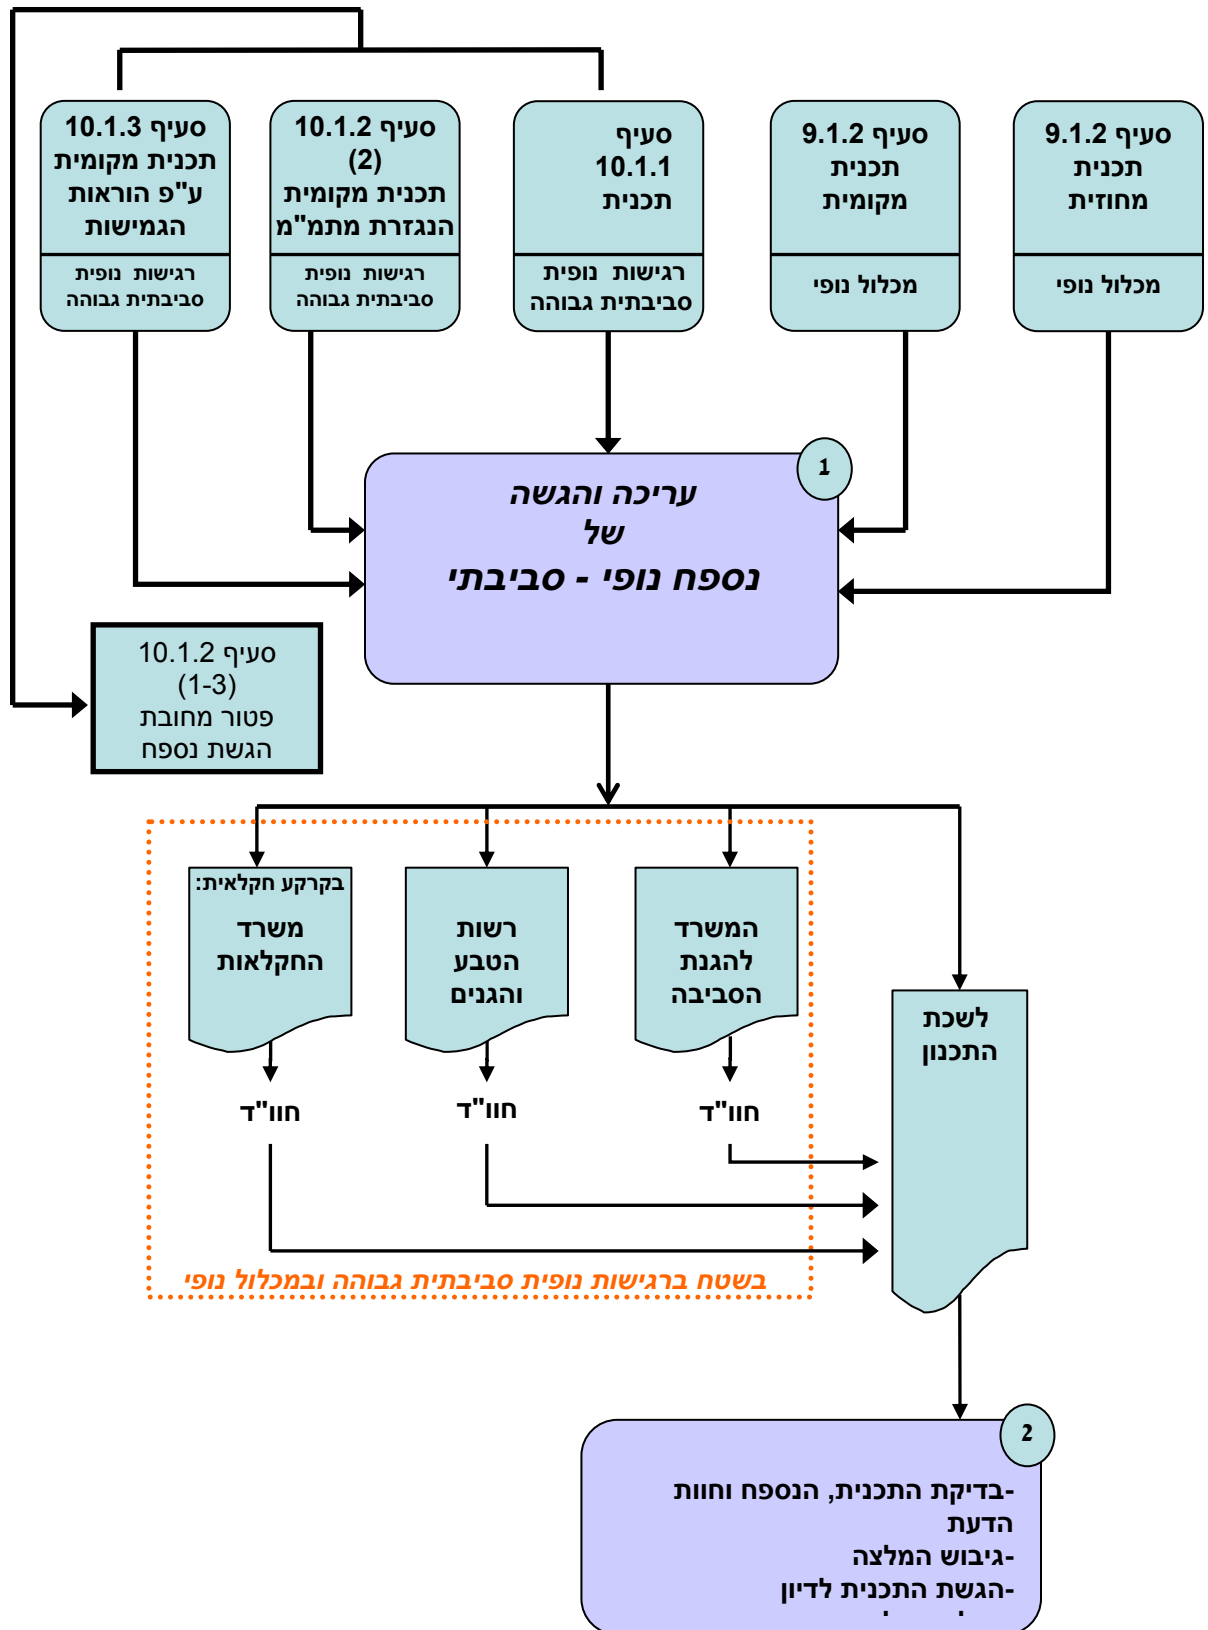 סעיף 9.1.2
תכנית
מחוזית
מכלול נופי
סעיף 9.1.2
תכנית
מקומית
מכלול נופי
סעיף
10.1.1
תכנית
רגישות נופית
סביבתית גבוהה
סעיף 10.1.2
(2)
תכנית מקומית
הנגזרת מתמ"מ
רגישות נופית
סביבתית גבוהה
סעיף 10.1.3
תכנית מקומית
ע"פ הוראות
הגמישות
רגישות נופית
סביבתית גבוהה
1
עריכה והגשה
של
נספח נופי - סביבתי
סעיף 10.1.2
(1-3)
פטור מחובת
הגשת נספח
המשרד
להגנת
הסביבה
רשות
הטבע
והגנים
בקרקע חקלאית:
משרד
החקלאות
לשכת
התכנון
חוו"ד
חוו"ד
חוו"ד
בשטח ברגישות נופית סביבתית גבוהה ובמכלול נופי
2
-בדיקת התכנית, הנספח וחוות
הדעת
-גיבוש המלצה
-הגשת התכנית לדיון